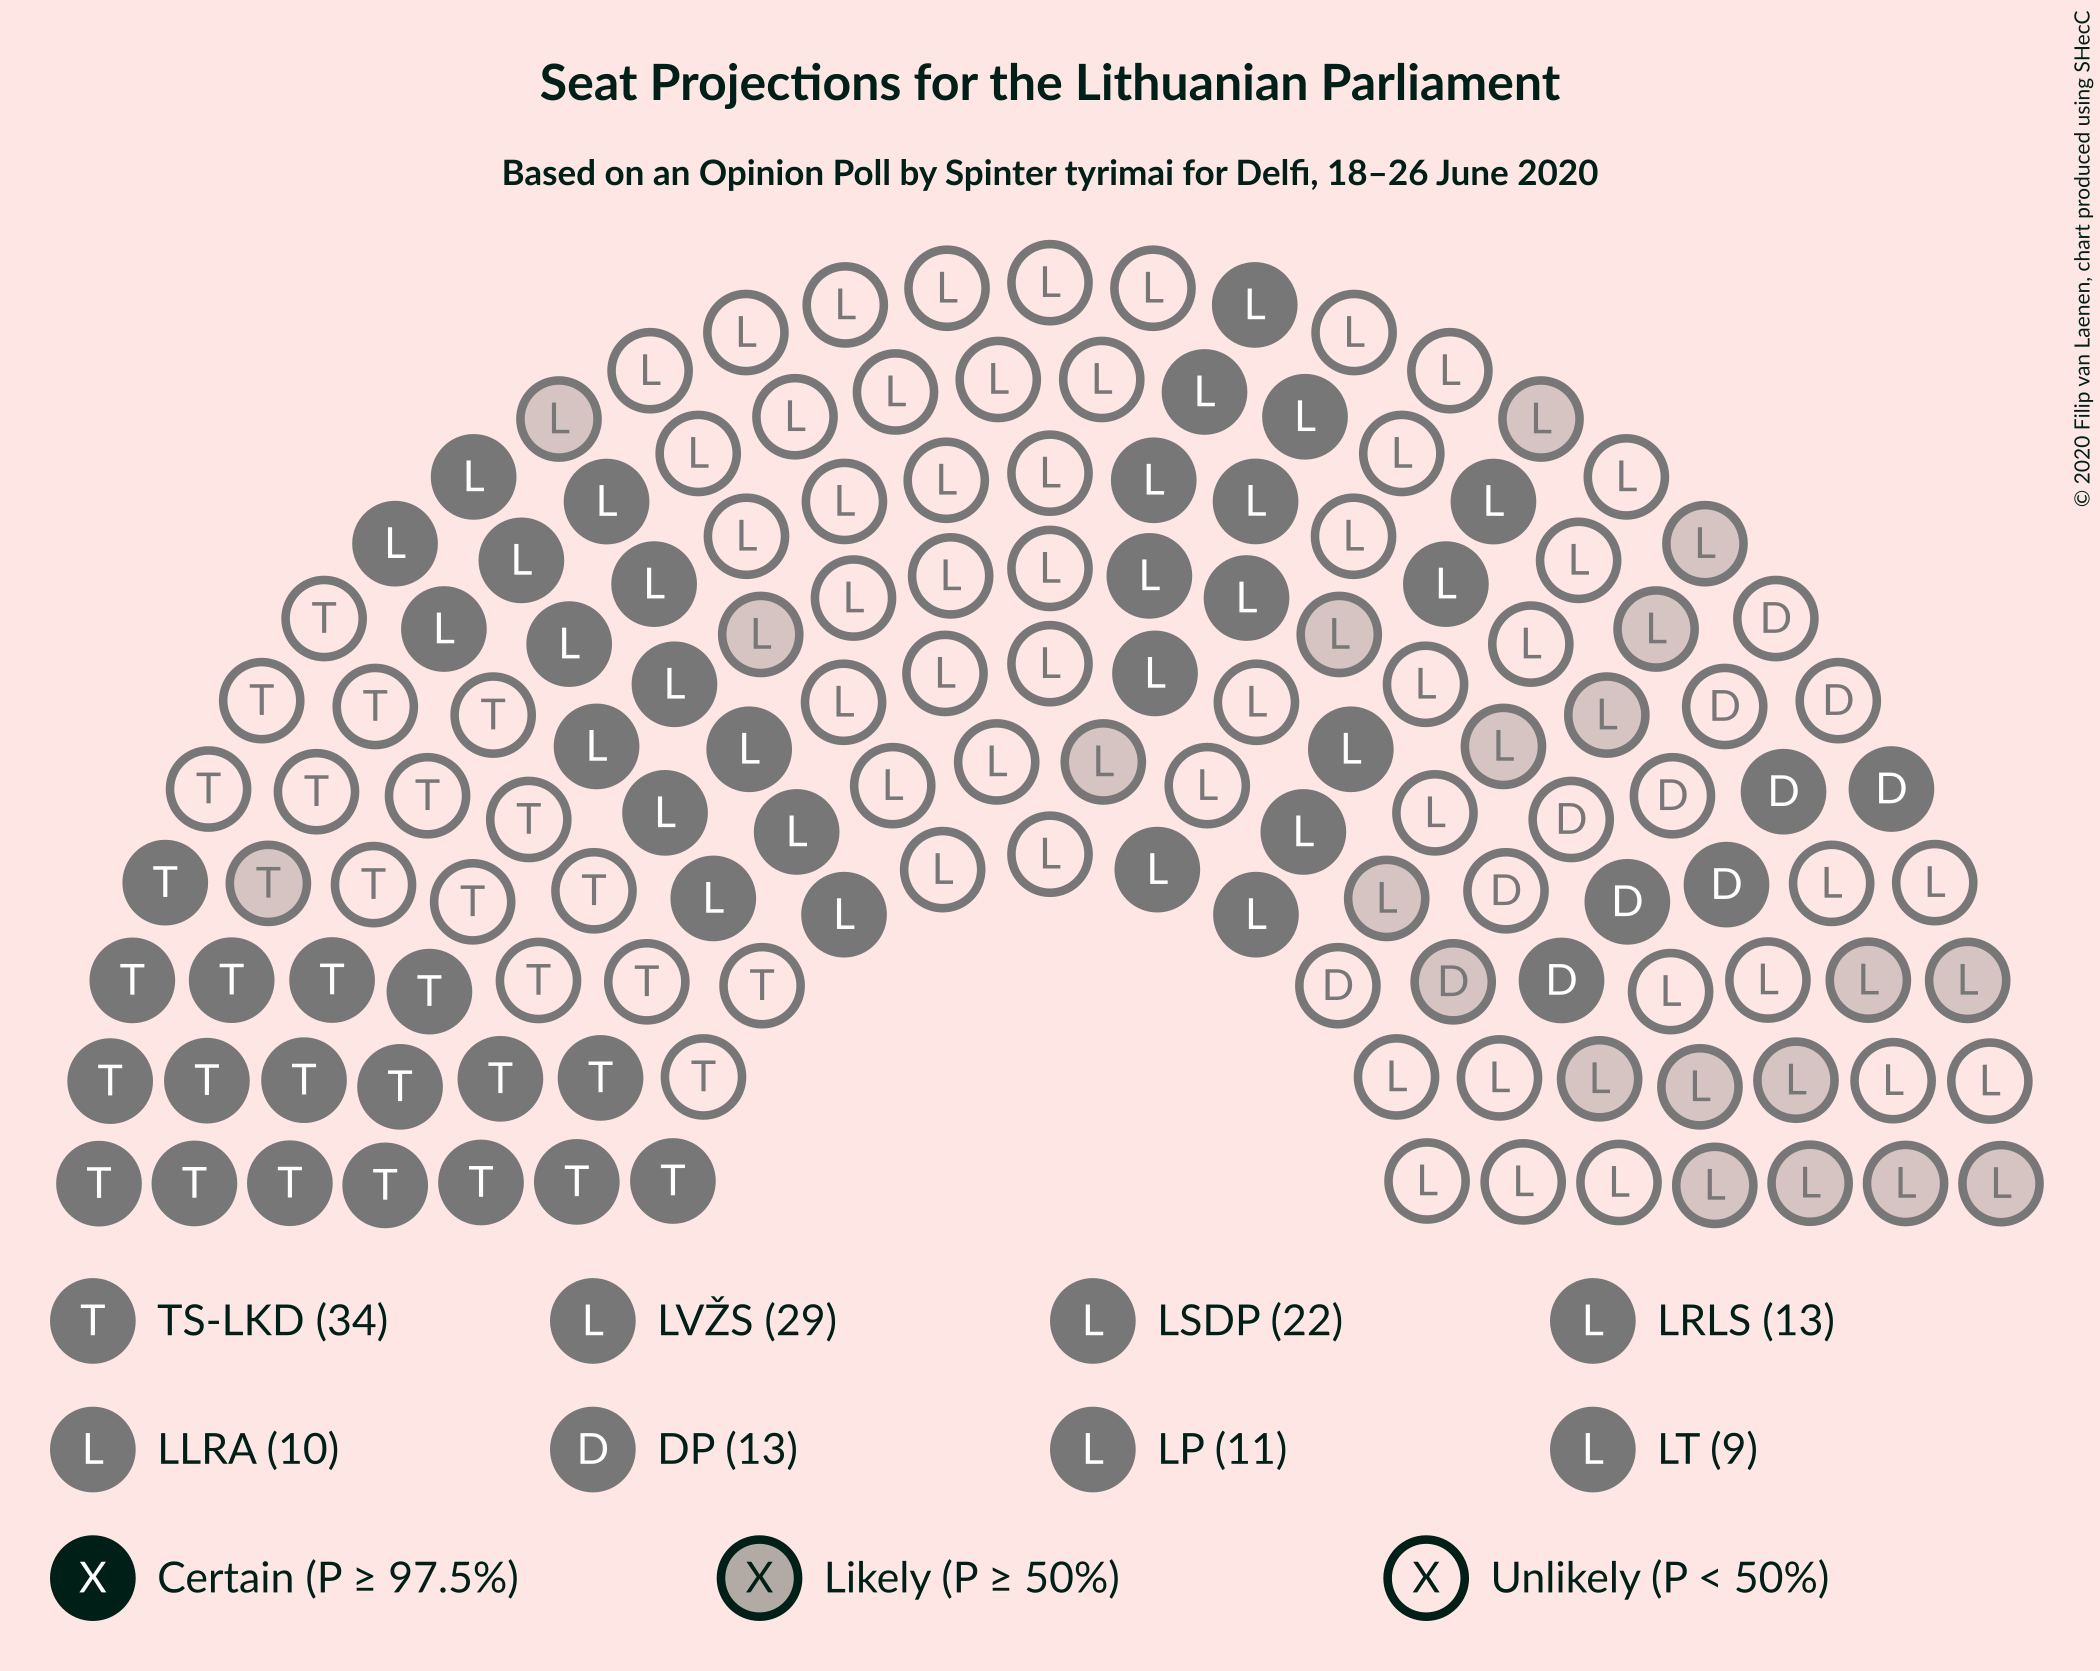 Seat Projections for the Lithuanian Parliament
Based on an Opinion Poll by Spinter tyrimai for Delfi, 18–26 June 2020
© 2020 Filip van Laenen, chart produced using SHecC
L L L L L
L L L L
L L L L L L
L L L L
L L L L L L
L L L L L
L L L L L L L
L L L L
L L L L L L
T L L L L L L D
L L L
T T T L L L L D D
L L L L
T T T T L L L L D D D D
L L L L
T T T T T L L D D D L L
L L L L L L
T T T T T T T D D D L L L L
T T T T T T T L L L L L L L
T T T T T T T L L L L L L L
T TS-LKD (34) L LVŽS (29) L LSDP (22) L LRLS (13)
L LLRA (10) D DP (13) L LP (11) L LT (9)
X Certain (P ≥ 97.5%) X Likely (P ≥ 50%) X Unlikely (P < 50%)